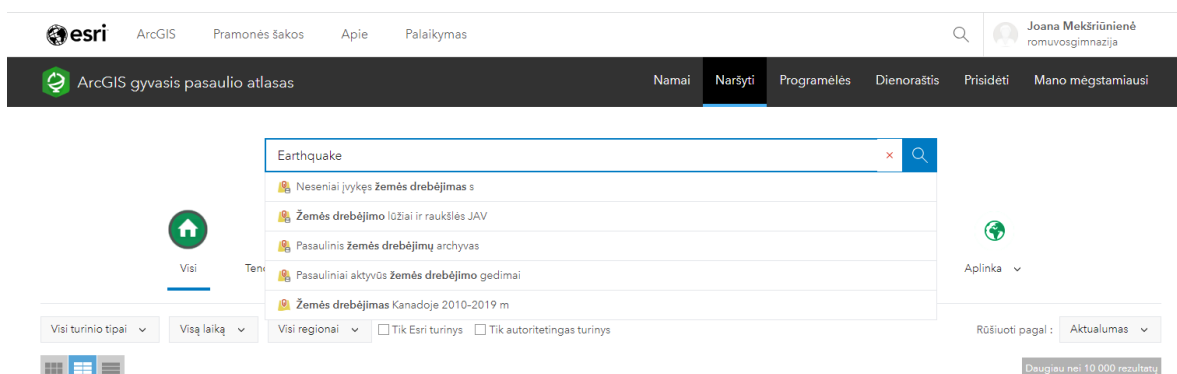 esri ArcGIS Pramonės šakos Apie Palaikymas Joana Mekšriūnienė
romuvosgimnazija
ArcGIS gyvasis pasaulio atlasas Namai Naršyti Programėlės Dienoraštis Prisidėti Mano mėgstamiausi
Earthquake ×
Neseniai įvykęs žemės drebėjimas s
Žemės drebėjimo lūžiai ir raukšlės JAV
Pasaulinis žemės drebėjimų archyvas
Visi Tend Aplinka
Pasauliniai aktyvūs žemės drebėjimo gedimai
Žemės drebėjimas Kanadoje 2010-2019 m
Visi turinio tipai Visą laiką Visi regionai Tik Esri turinys Tik autoritetingas turinys Rūšiuoti pagal : Aktualumas
Daugiau nei 10 000 rezultatų